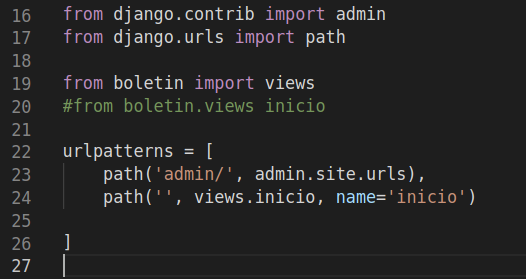 16 from django.contrib import admin
17 from django.urls import path
18
19 from boletin import views
20 #from boletin.views inicio
21
22 urlpatterns = [
23     path('admin/', admin.site.urls),
24     path('', views.inicio, name='inicio')
25
26 ]
27